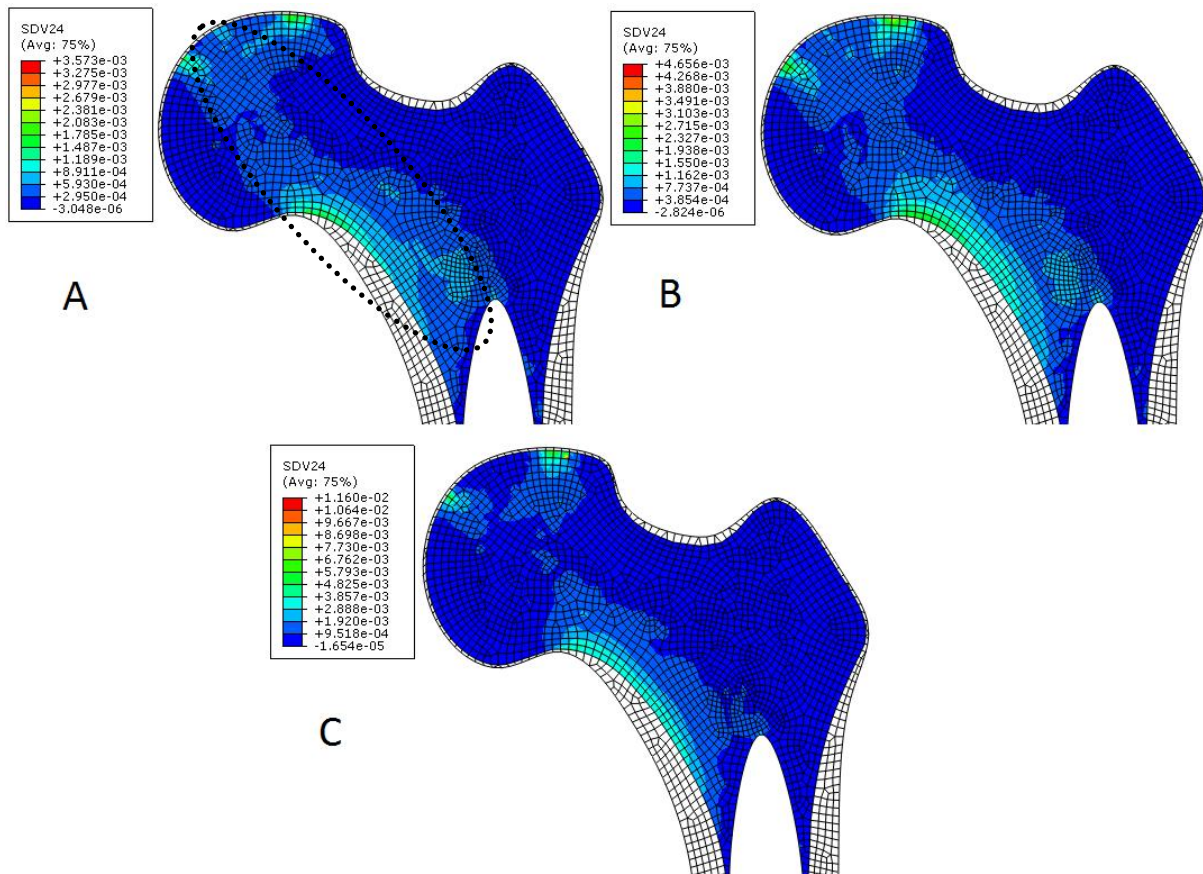 SDV24
(Avg: 75%)
+3.573e-03
+3.275e-03
+2.977e-03
+2.679e-03
+2.381e-03
+2.083e-03
+1.785e-03
+1.487e-03
+1.189e-03
+8.911e-04
+5.930e-04
+2.950e-04
-3.048e-06
A
SDV24
(Avg: 75%)
+4.656e-03
+4.268e-03
+3.880e-03
+3.491e-03
+3.103e-03
+2.715e-03
+2.327e-03
+1.938e-03
+1.550e-03
+1.162e-03
+7.737e-04
+3.854e-04
-2.824e-06
B
SDV24
(Avg: 75%)
+1.160e-02
+1.064e-02
+9.667e-03
+8.698e-03
+7.730e-03
+6.762e-03
+5.793e-03
+4.825e-03
+3.857e-03
+2.888e-03
+1.920e-03
+9.518e-04
-1.654e-05
C